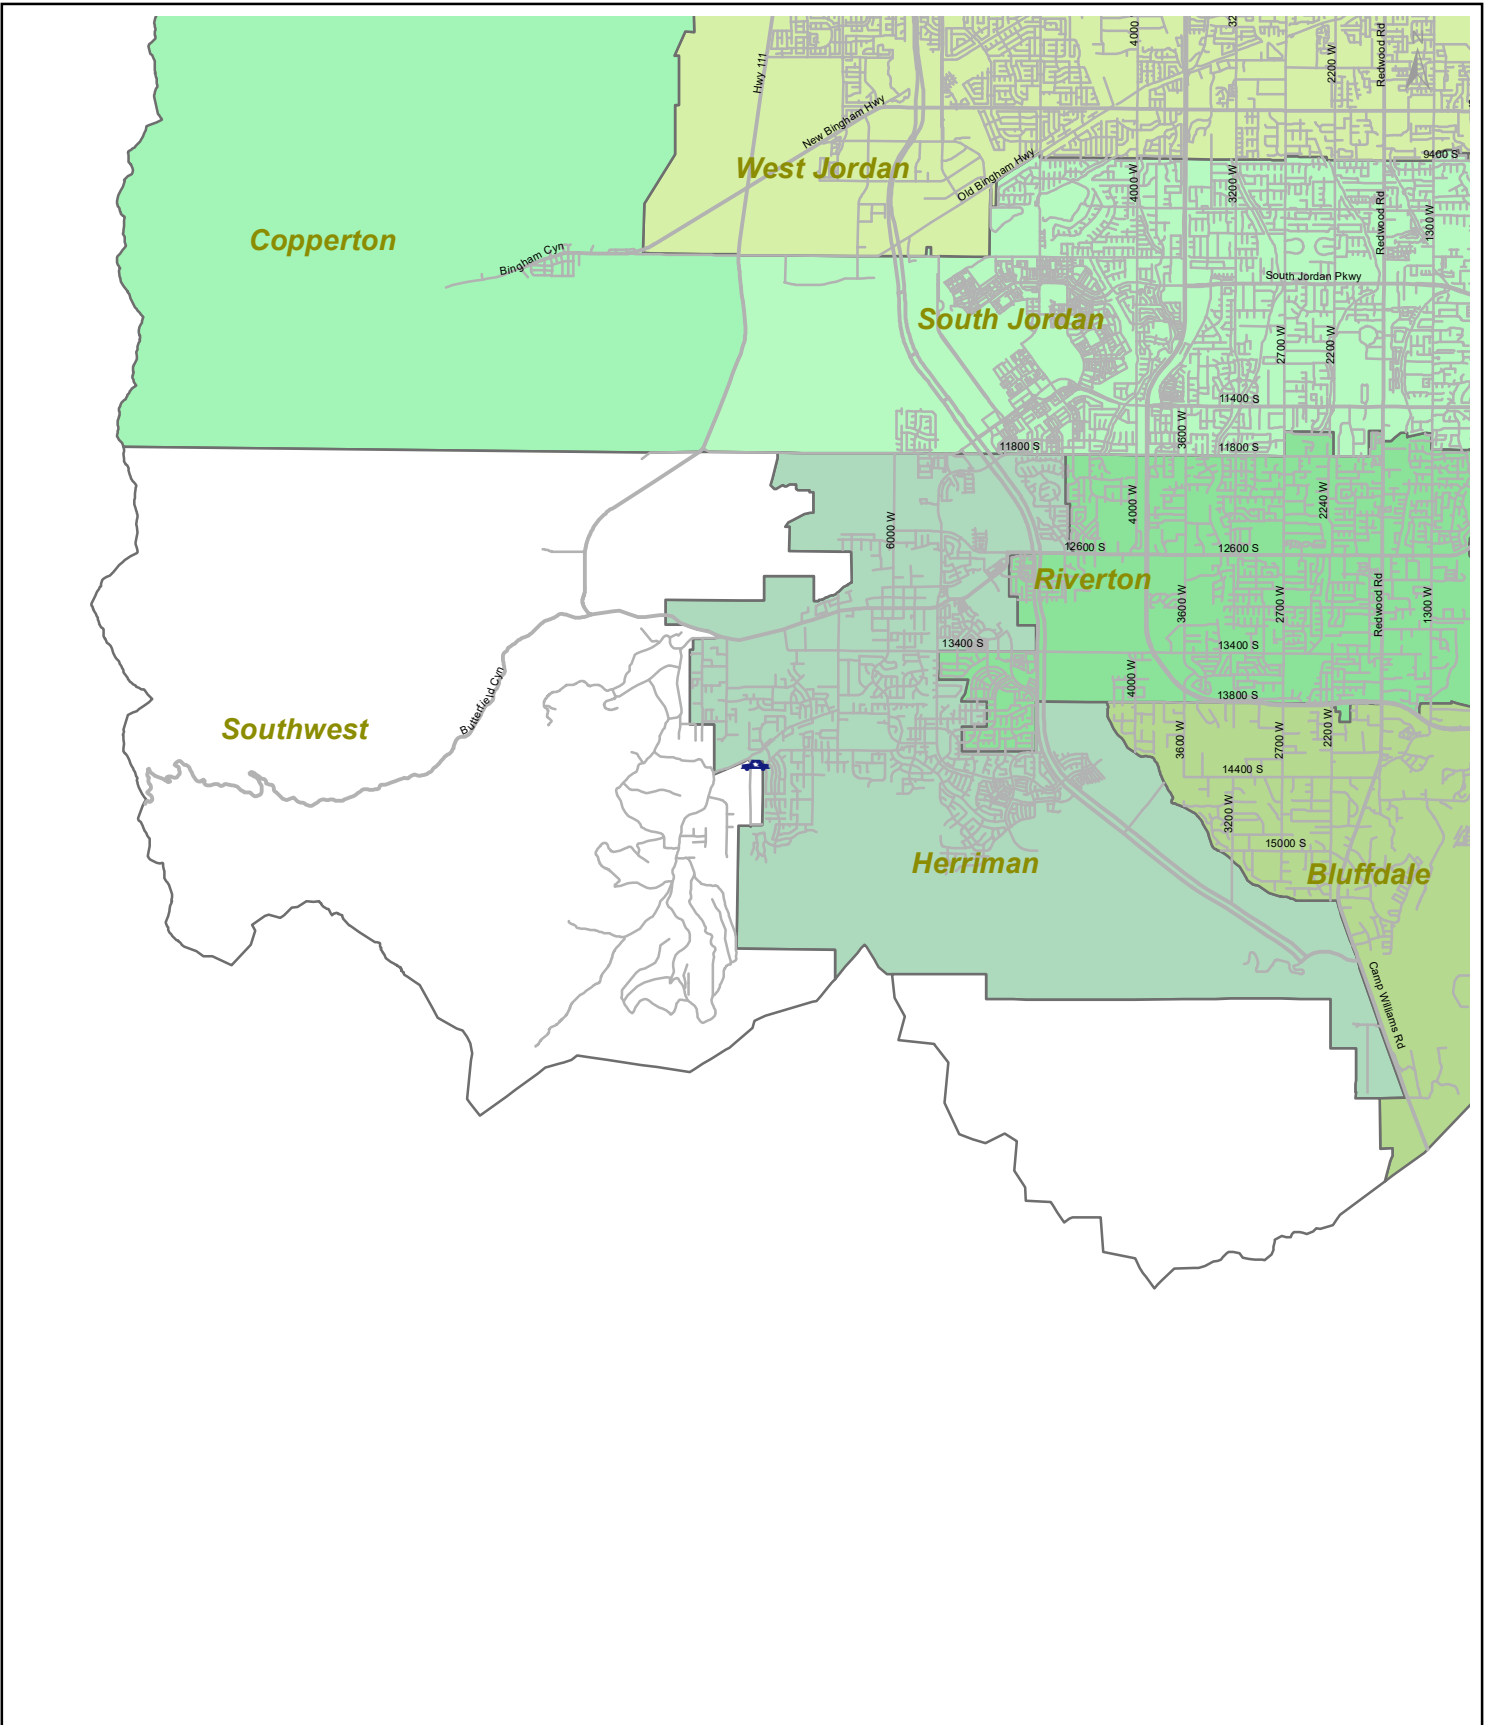 4000
32
2200 W
Redwood Rd
N
Hwy 111
New Bingham Hwy
West Jordan
Old Bingham Hwy
9400 S
4000 W
3200 W
Redwood Rd
1300 W
Copperton
Bingham Cyn
South Jordan Pkwy
South Jordan
2700 W
2200 W
11400 S
3600 W
11800 S
11800 S
6000 W
4000 W
2240 W
12600 S
12600 S
Riverton
3600 W
2700 W
Redwood Rd
1300 W
13400 S
13400 S
4000 W
13800 S
Southwest
Butterfield Cyn
3600 W
2700 W
2200 W
14400 S
3200 W
15000 S
Herriman
Bluffdale
Camp Williams Rd